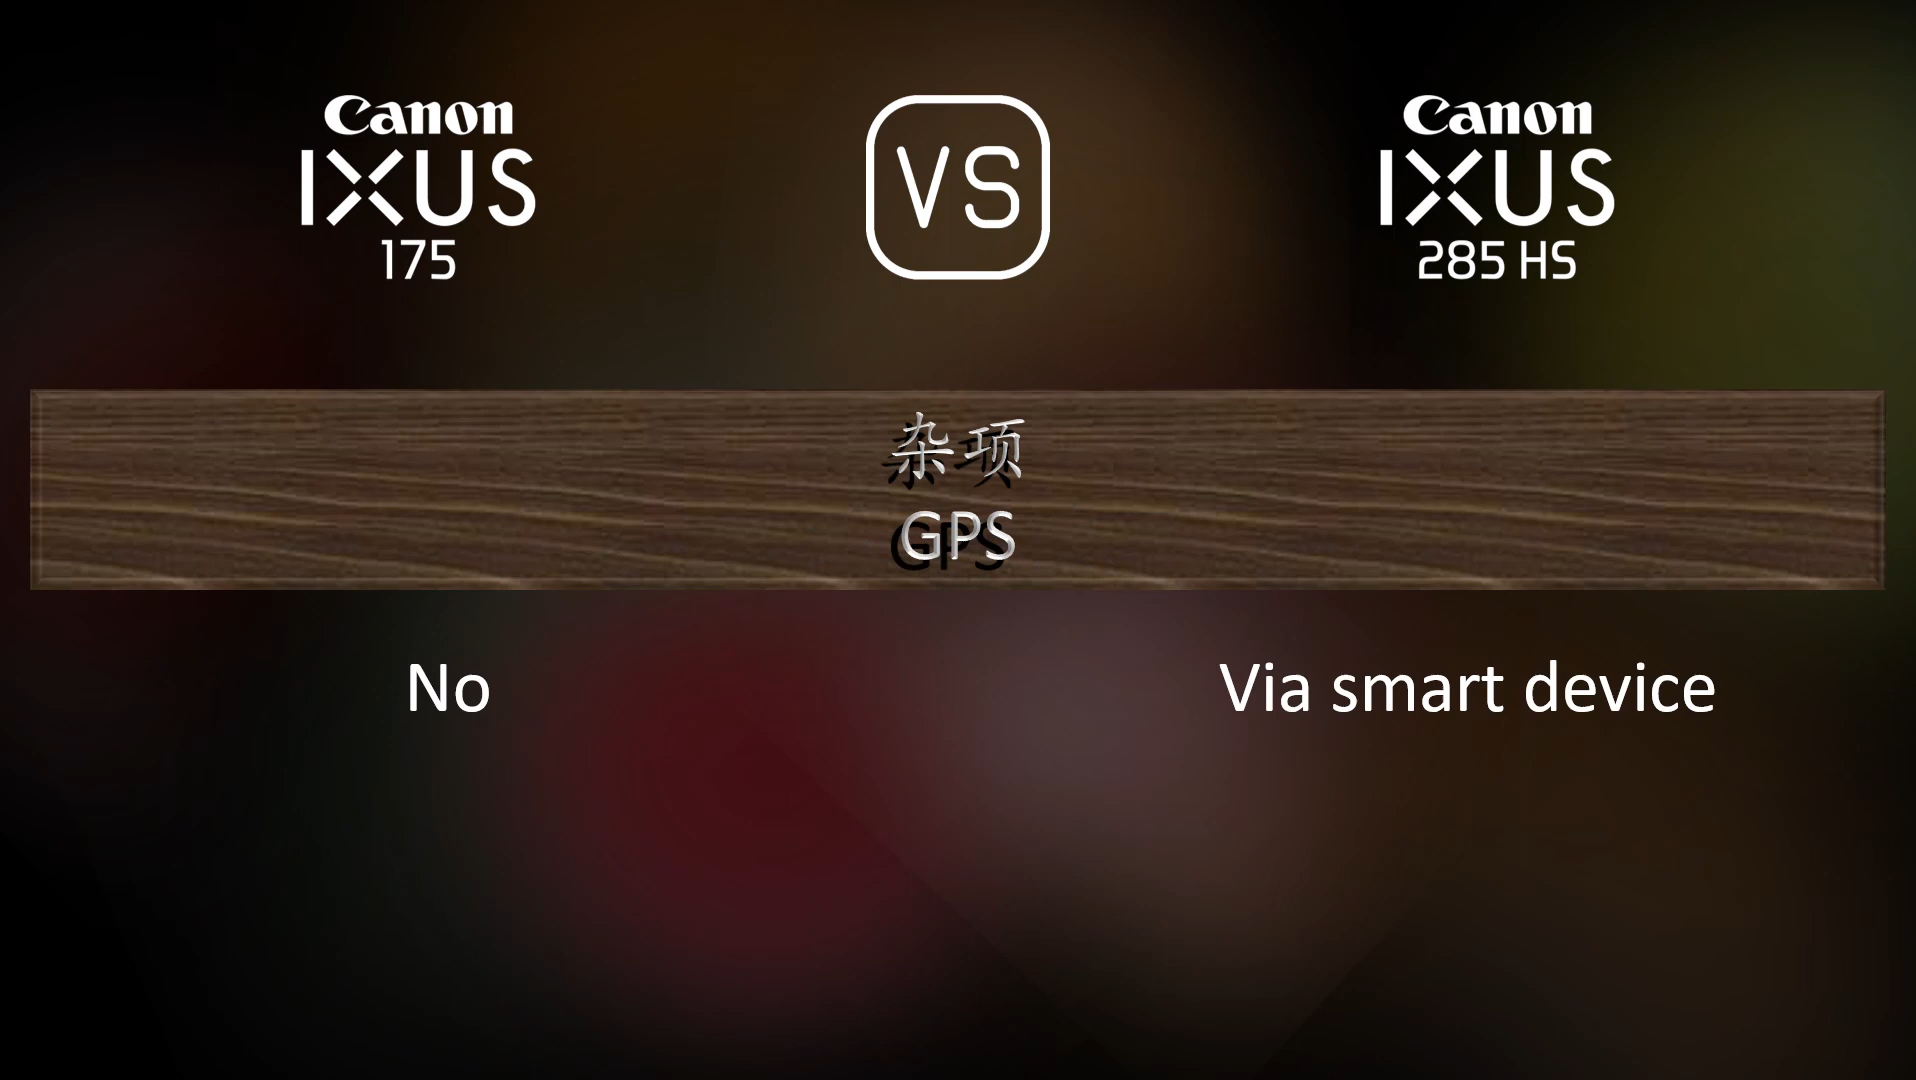 Canon
IXUS
175
VS
Canon
IXUS
285 HS
杂项
GPS
No
Via smart device